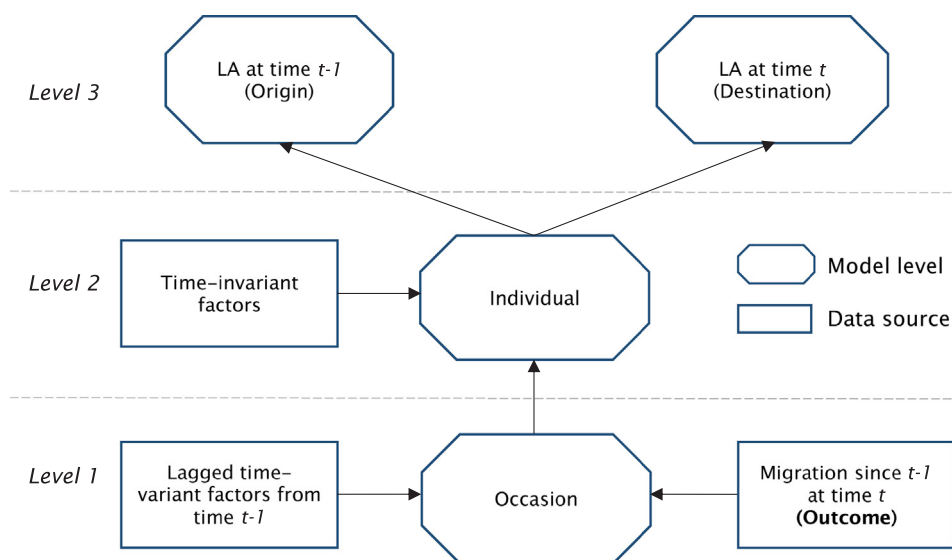 Level 3
LA at time t-1
(Origin)
LA at time t
(Destination)
Level 2
Time-invariant
factors
Individual
Model level
Data source
Level 1
Lagged time-
variant factors from
time t-1
Occasion
Migration since t-1
at time t
(Outcome)